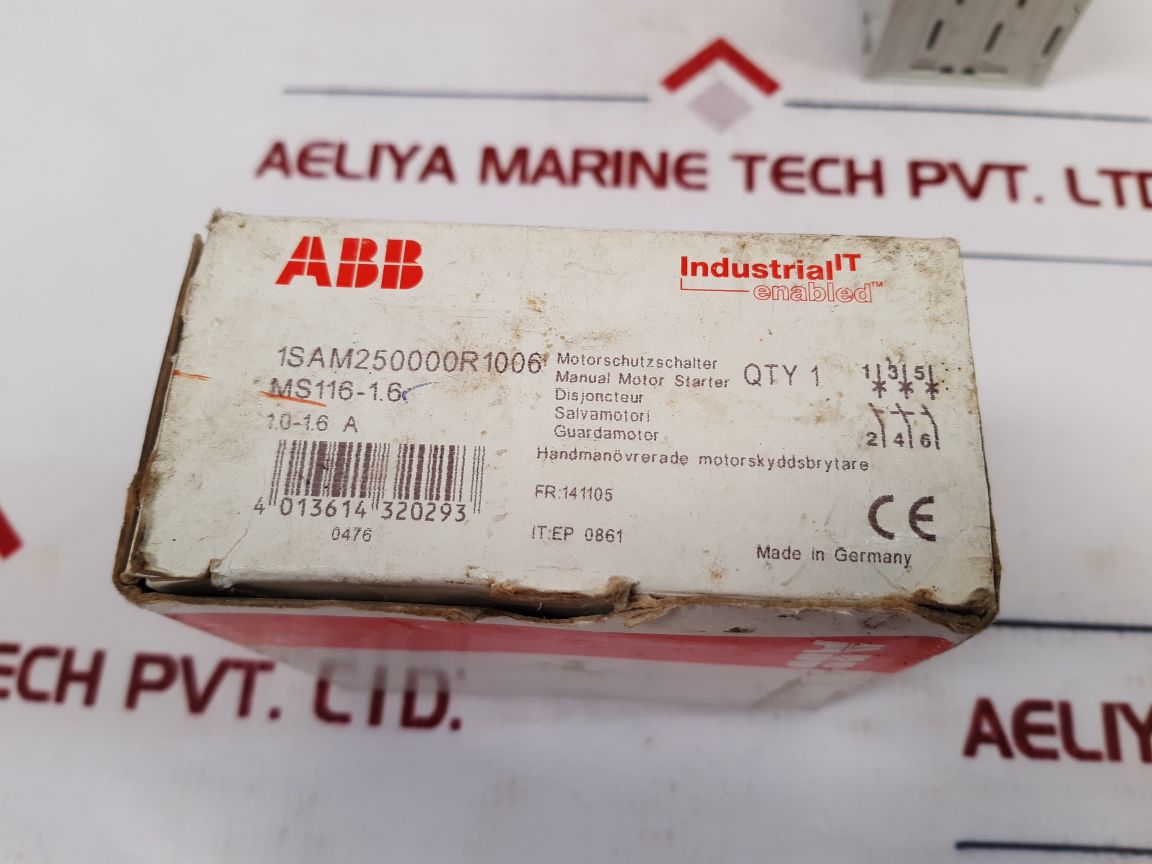 AELIYA MARINE TECH PVT. LTD
ABB
IndustrialIT
enabled™
1SAM250000R1006
MS116-1.6
1.0-1.6 A
Motorschutzschalter
Manual Motor Starter
Disjoncteur
Salvamotori
Guardamotor
Handmanövrerade motorskyddsbrytare
QTY 1
1 3 5
2 4 6
4 013614 320293
0476
FR:141105
IT:EP 0861
CE
Made in Germany
ECH PVT. LTD.
AELIY